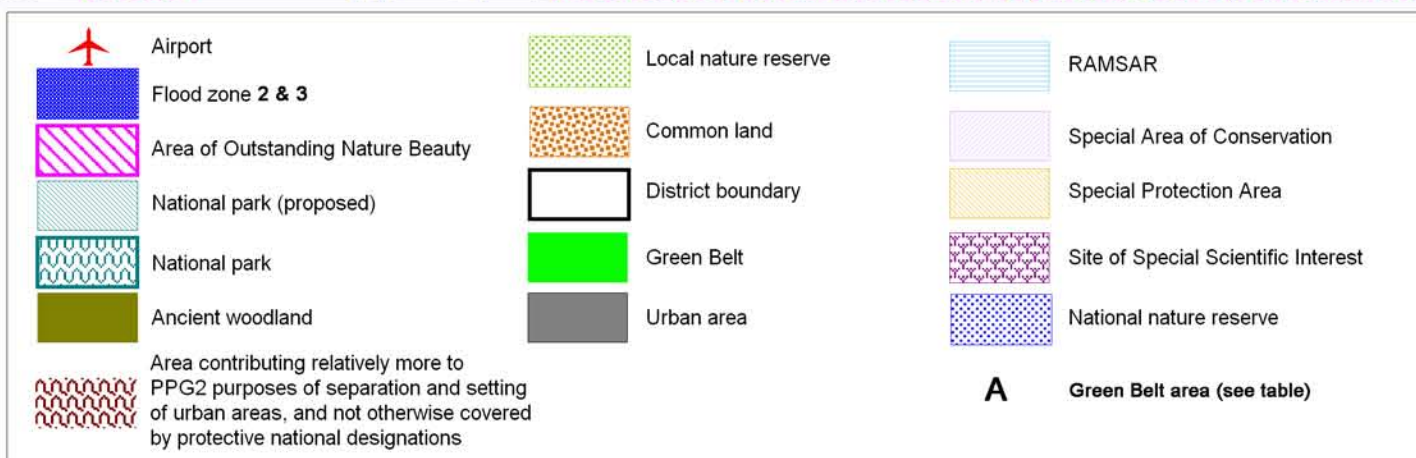 Airport
Flood zone 2 & 3
Area of Outstanding Nature Beauty
National park (proposed)
National park
Ancient woodland
Area contributing relatively more to
PPG2 purposes of separation and setting
of urban areas, and not otherwise covered
by protective national designations
Local nature reserve
Common land
District boundary
Green Belt
Urban area
RAMSAR
Special Area of Conservation
Special Protection Area
Site of Special Scientific Interest
National nature reserve
A Green Belt area (see table)